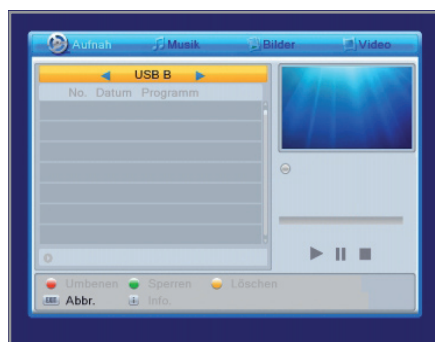 Aufnah Musik Bilder Video
USB B
No. Datum Programm
Umbenen Sperren Löschen
Abbr. Info.